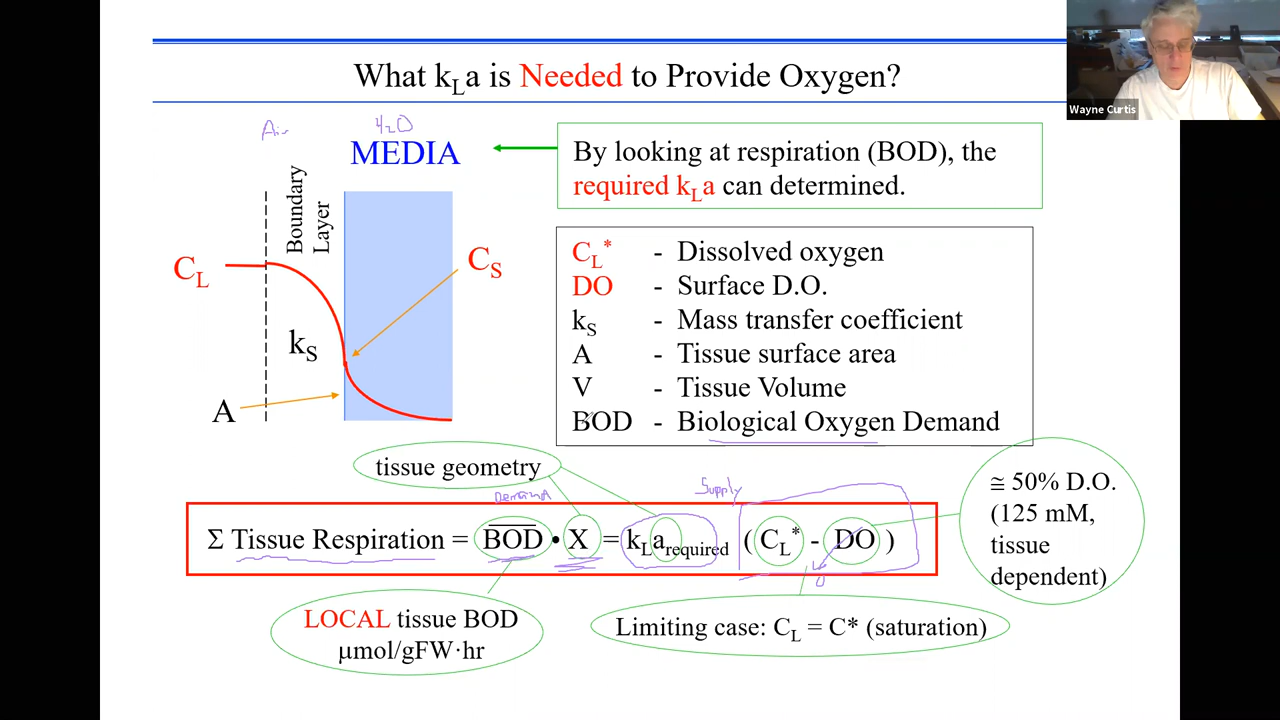 What kLa is Needed to Provide Oxygen?
Wayne Curtis
Air
H2O
MEDIA
Boundary
Layer
CL
CS
kS
A
By looking at respiration (BOD), the
required kLa can determined.
CL* - Dissolved oxygen
DO - Surface D.O.
kS - Mass transfer coefficient
A - Tissue surface area
V - Tissue Volume
BOD - Biological Oxygen Demand
tissue geometry
Demand
Supply
≅ 50% D.O.
(125 mM,
tissue
dependent)
Σ Tissue Respiration = BOD • X = kLarequired ( CL* - DO )
LOCAL tissue BOD
μmol/gFW·hr
Limiting case: CL = C* (saturation)